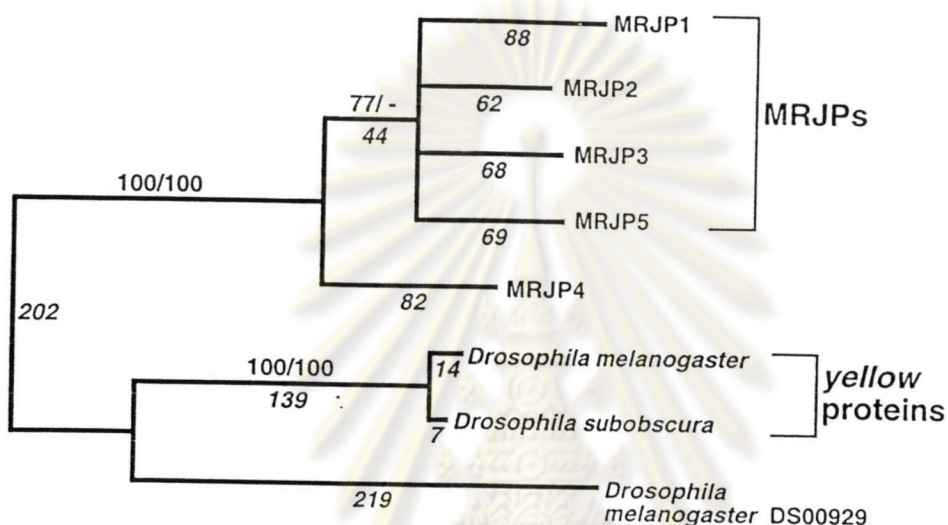 MRJP1
88
MRJP2
62
MRJPs
77/ -
44
MRJP3
68
100/100
MRJP5
69
MRJP4
82
202
100/100
139
14
Drosophila melanogaster
yellow
proteins
7
Drosophila subobscura
219
Drosophila
melanogaster DS00929